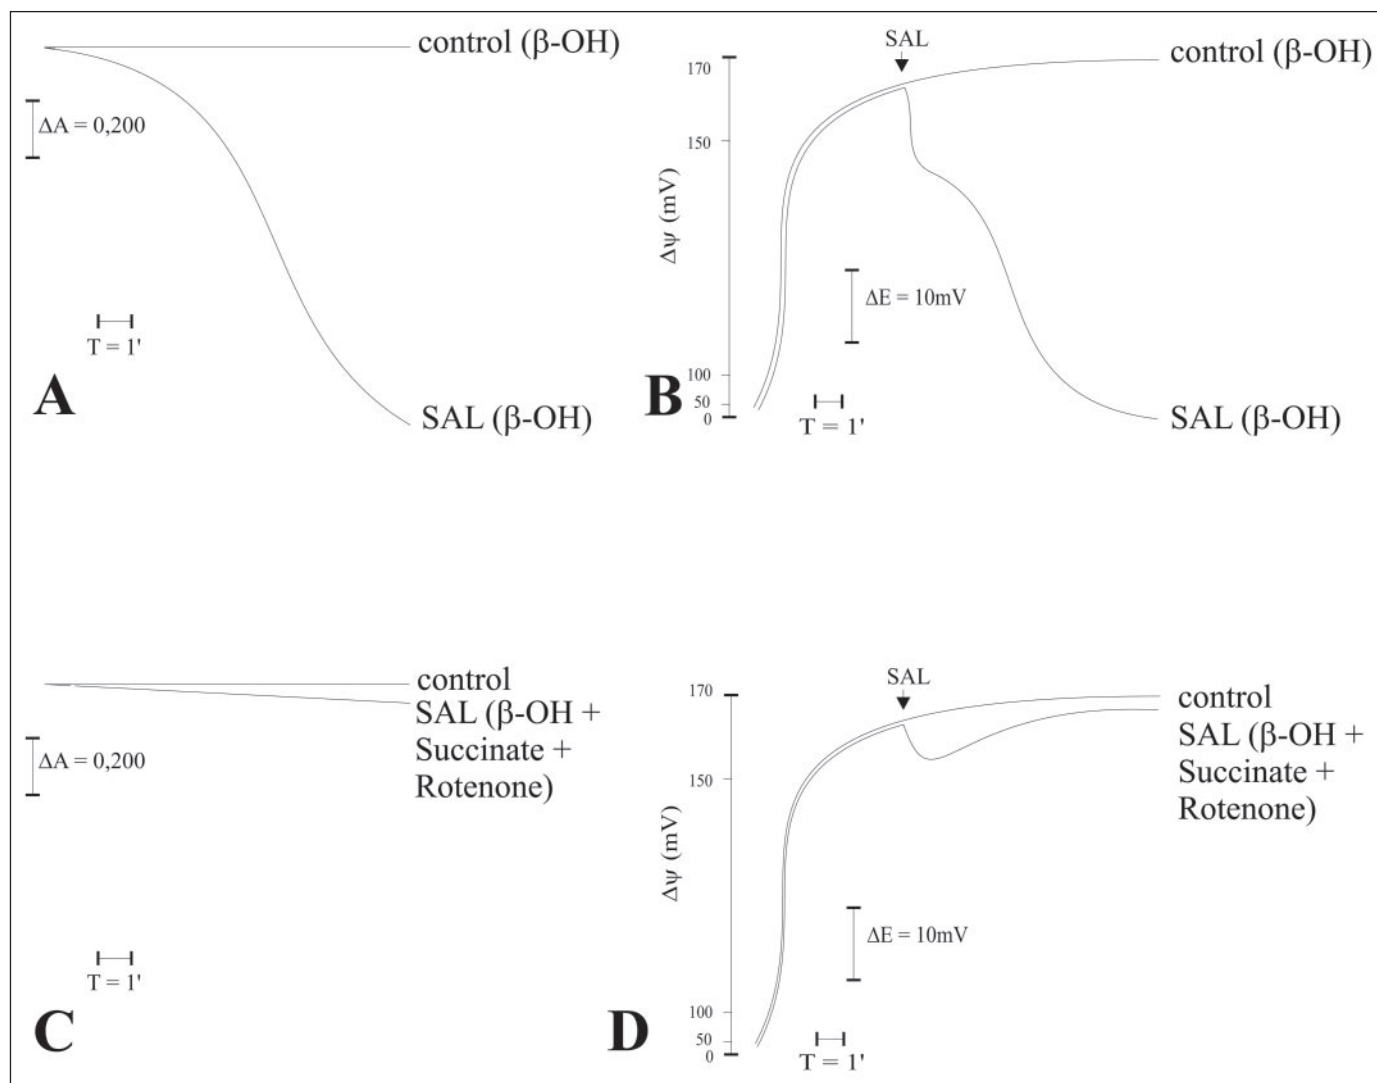 control (β-OH)
ΔA = 0,200
T = 1'
A
SAL (β-OH)
SAL
170
control (β-OH)
150
Δψ (mV)
ΔE = 10mV
100
50
0
B
T = 1'
SAL (β-OH)
control
SAL (β-OH +
Succinate +
Rotenone)
ΔA = 0,200
T = 1'
C
SAL
170
control
SAL (β-OH +
Succinate +
Rotenone)
150
Δψ (mV)
ΔE = 10mV
100
50
0
D
T = 1'